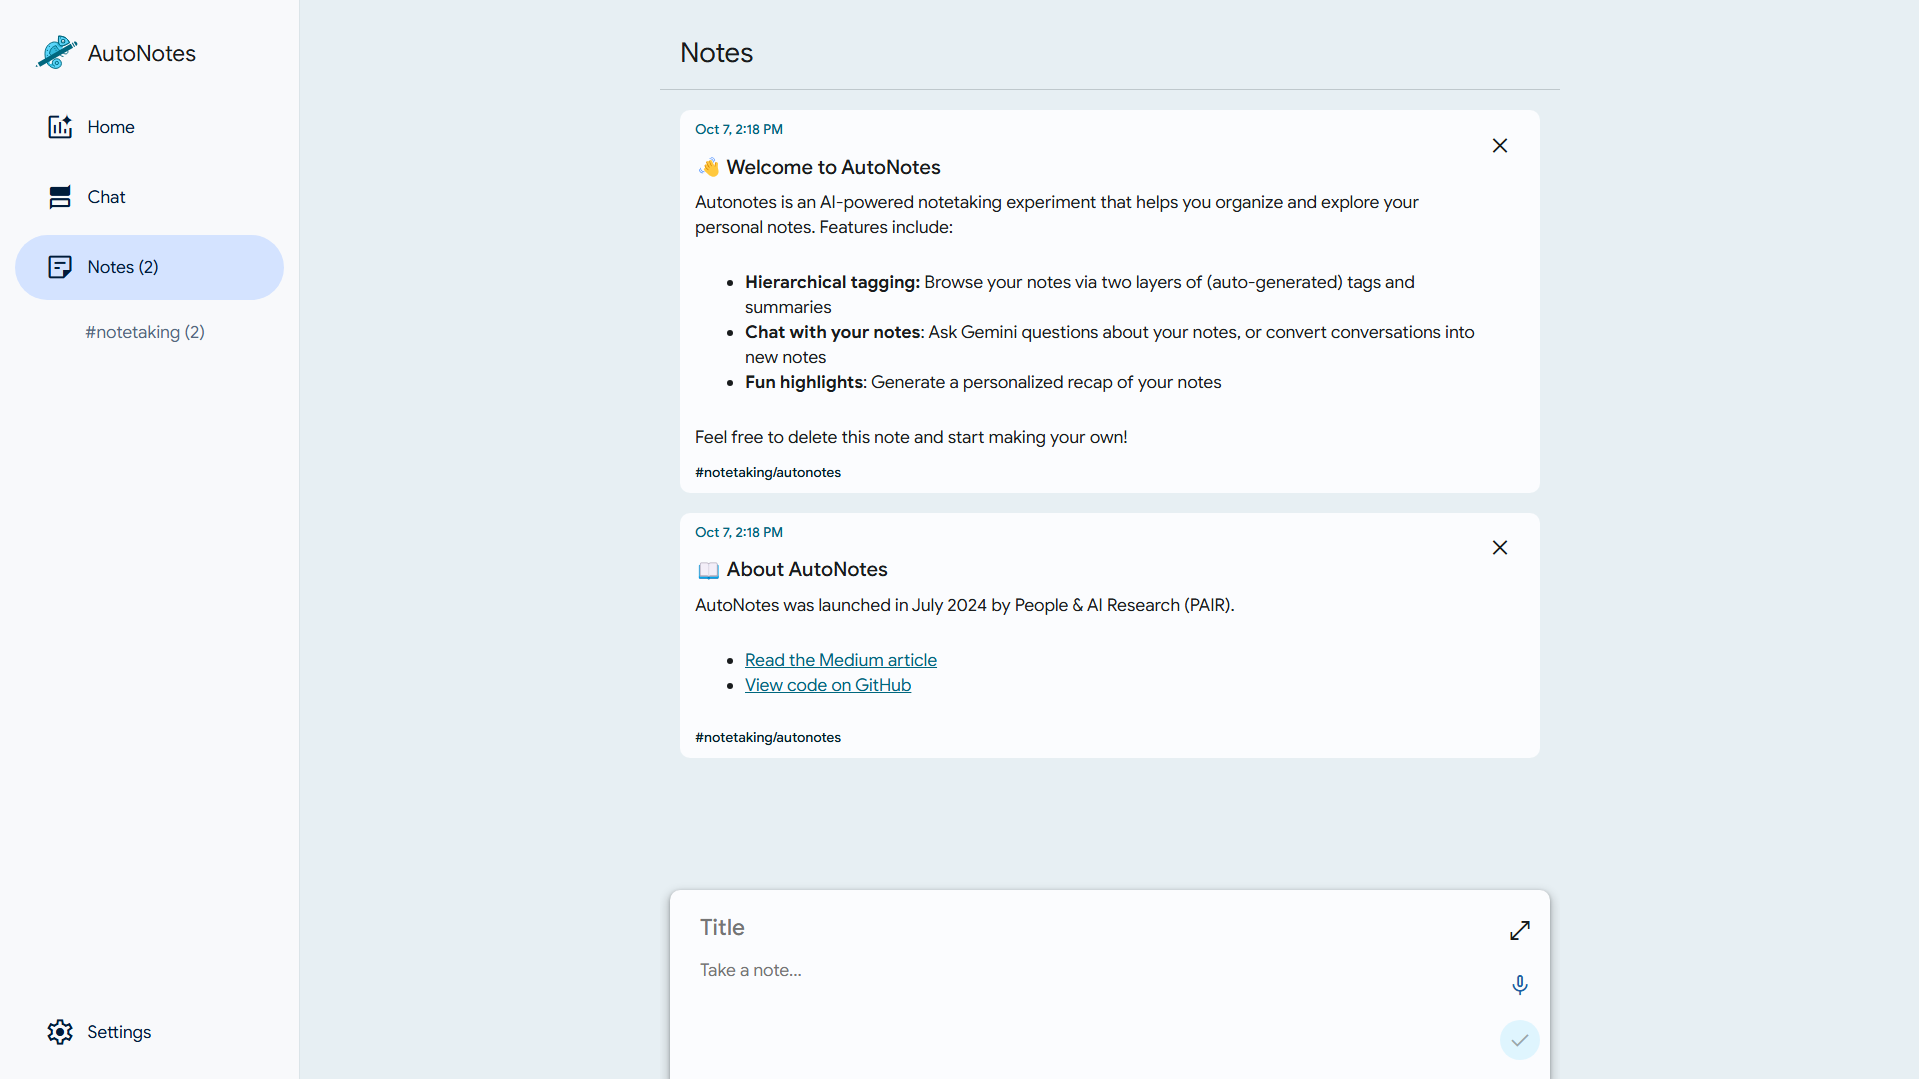 AutoNotes
Home
Chat
Notes (2)
#notetaking (2)
Settings
Notes
Oct 7, 2:18 PM
👋 Welcome to AutoNotes
Autonotes is an AI-powered notetaking experiment that helps you organize and explore your
personal notes. Features include:
• Hierarchical tagging: Browse your notes via two layers of (auto-generated) tags and
summaries
• Chat with your notes: Ask Gemini questions about your notes, or convert conversations into
new notes
• Fun highlights: Generate a personalized recap of your notes
Feel free to delete this note and start making your own!
#notetaking/autonotes
Oct 7, 2:18 PM
📖 About AutoNotes
AutoNotes was launched in July 2024 by People & AI Research (PAIR).
• Read the Medium article
• View code on GitHub
#notetaking/autonotes
Title
Take a note...